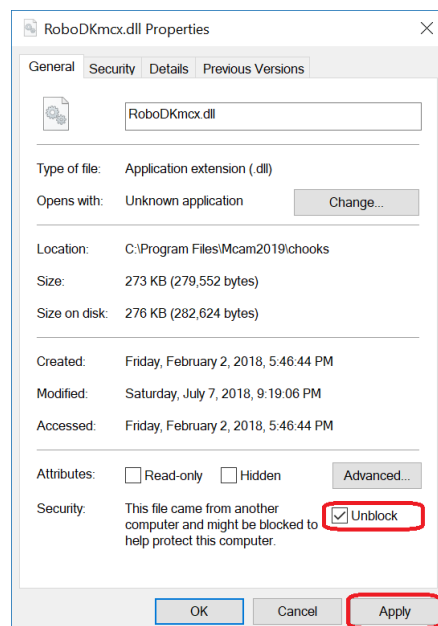 RoboDKmcx.dll Properties
General Security Details Previous Versions
RoboDKmcx.dll
Type of file: Application extension (.dll)
Opens with: Unknown application Change...
Location: C:\Program Files\Mcam2019\chooks
Size: 273 KB (279,552 bytes)
Size on disk: 276 KB (282,624 bytes)
Created: Friday, February 2, 2018, 5:46:44 PM
Modified: Saturday, July 7, 2018, 9:19:06 PM
Accessed: Friday, February 2, 2018, 5:46:44 PM
Attributes: Read-only Hidden Advanced...
Security: This file came from another Unblock
computer and might be blocked to
help protect this computer.
OK Cancel Apply